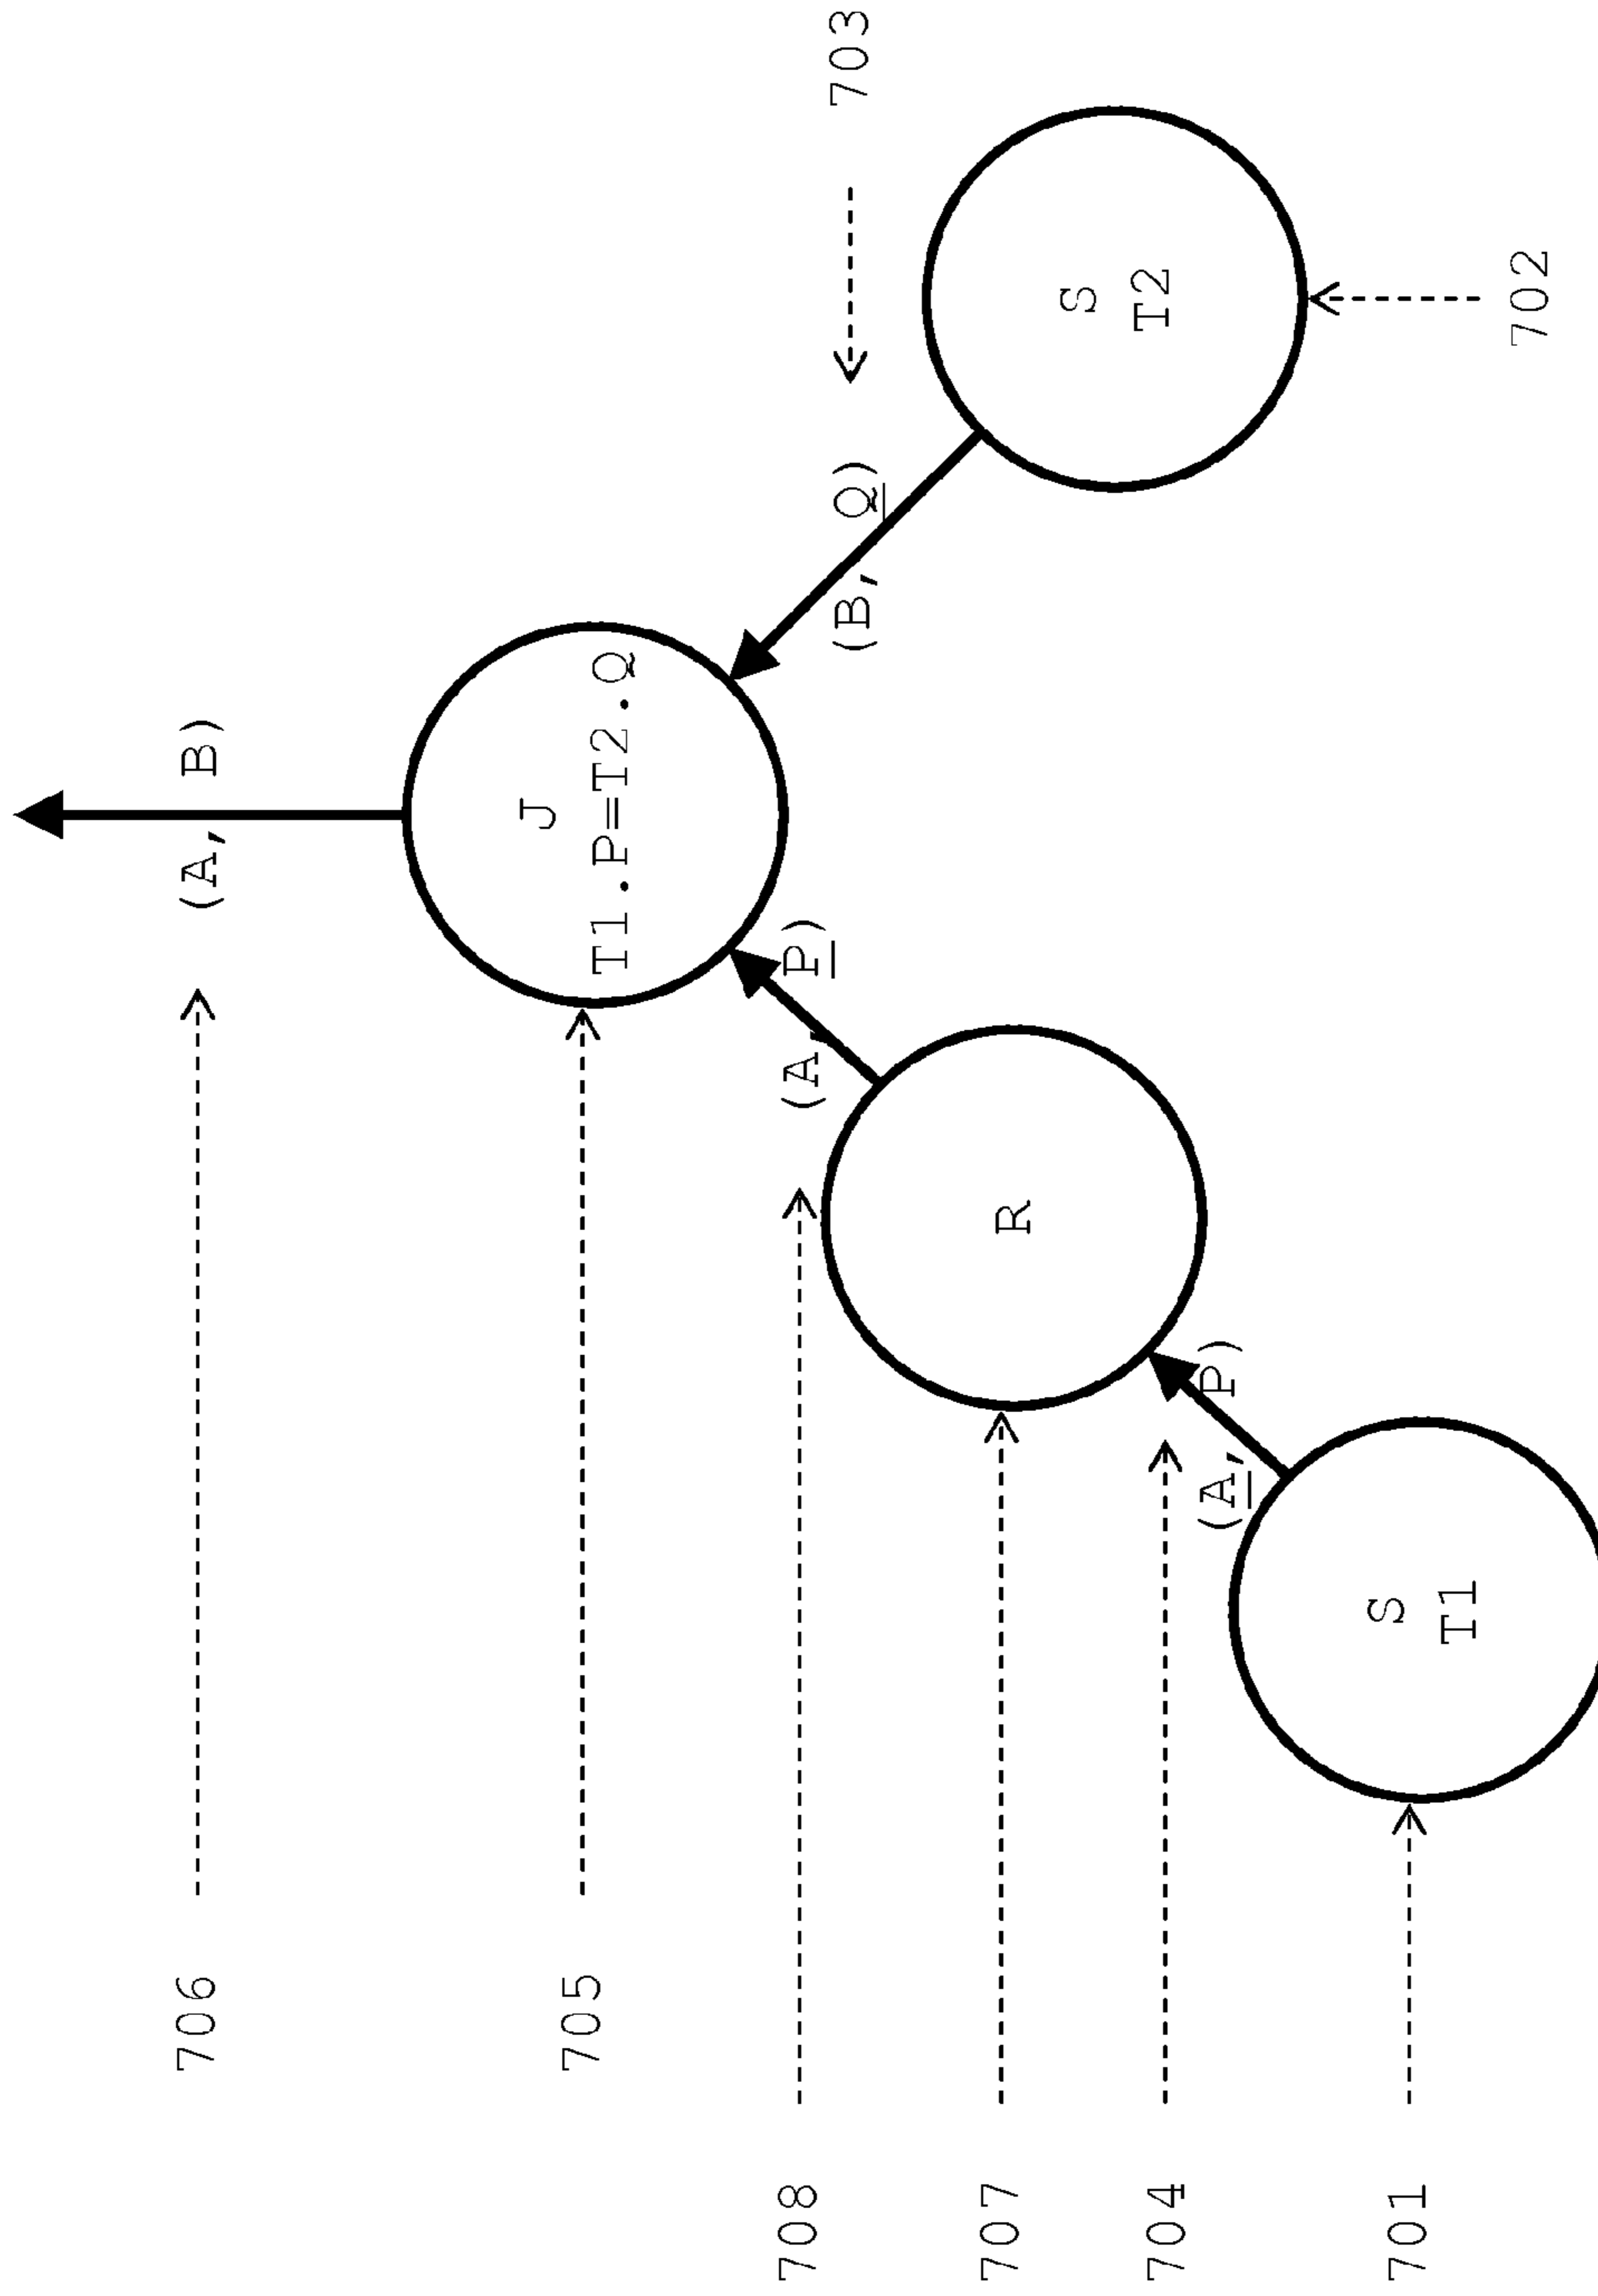 706
(A, B)
705
J
T1.P=T2.Q
708
(A, P)
703
(B, Q)
707
R
S
T2
704
(A, P)
701
S
T1
702